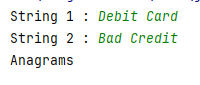 String 1 : Debit Card
String 2 : Bad Credit
Anagrams